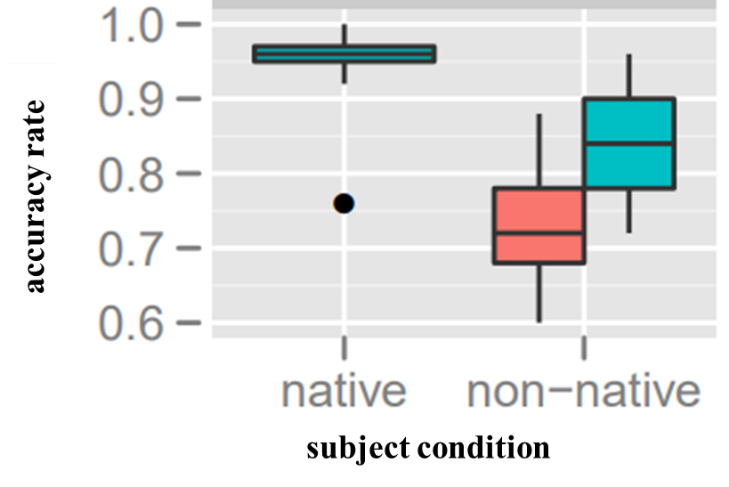 1.0
0.9
0.8
0.7
0.6
accuracy rate
native non−native
subject condition